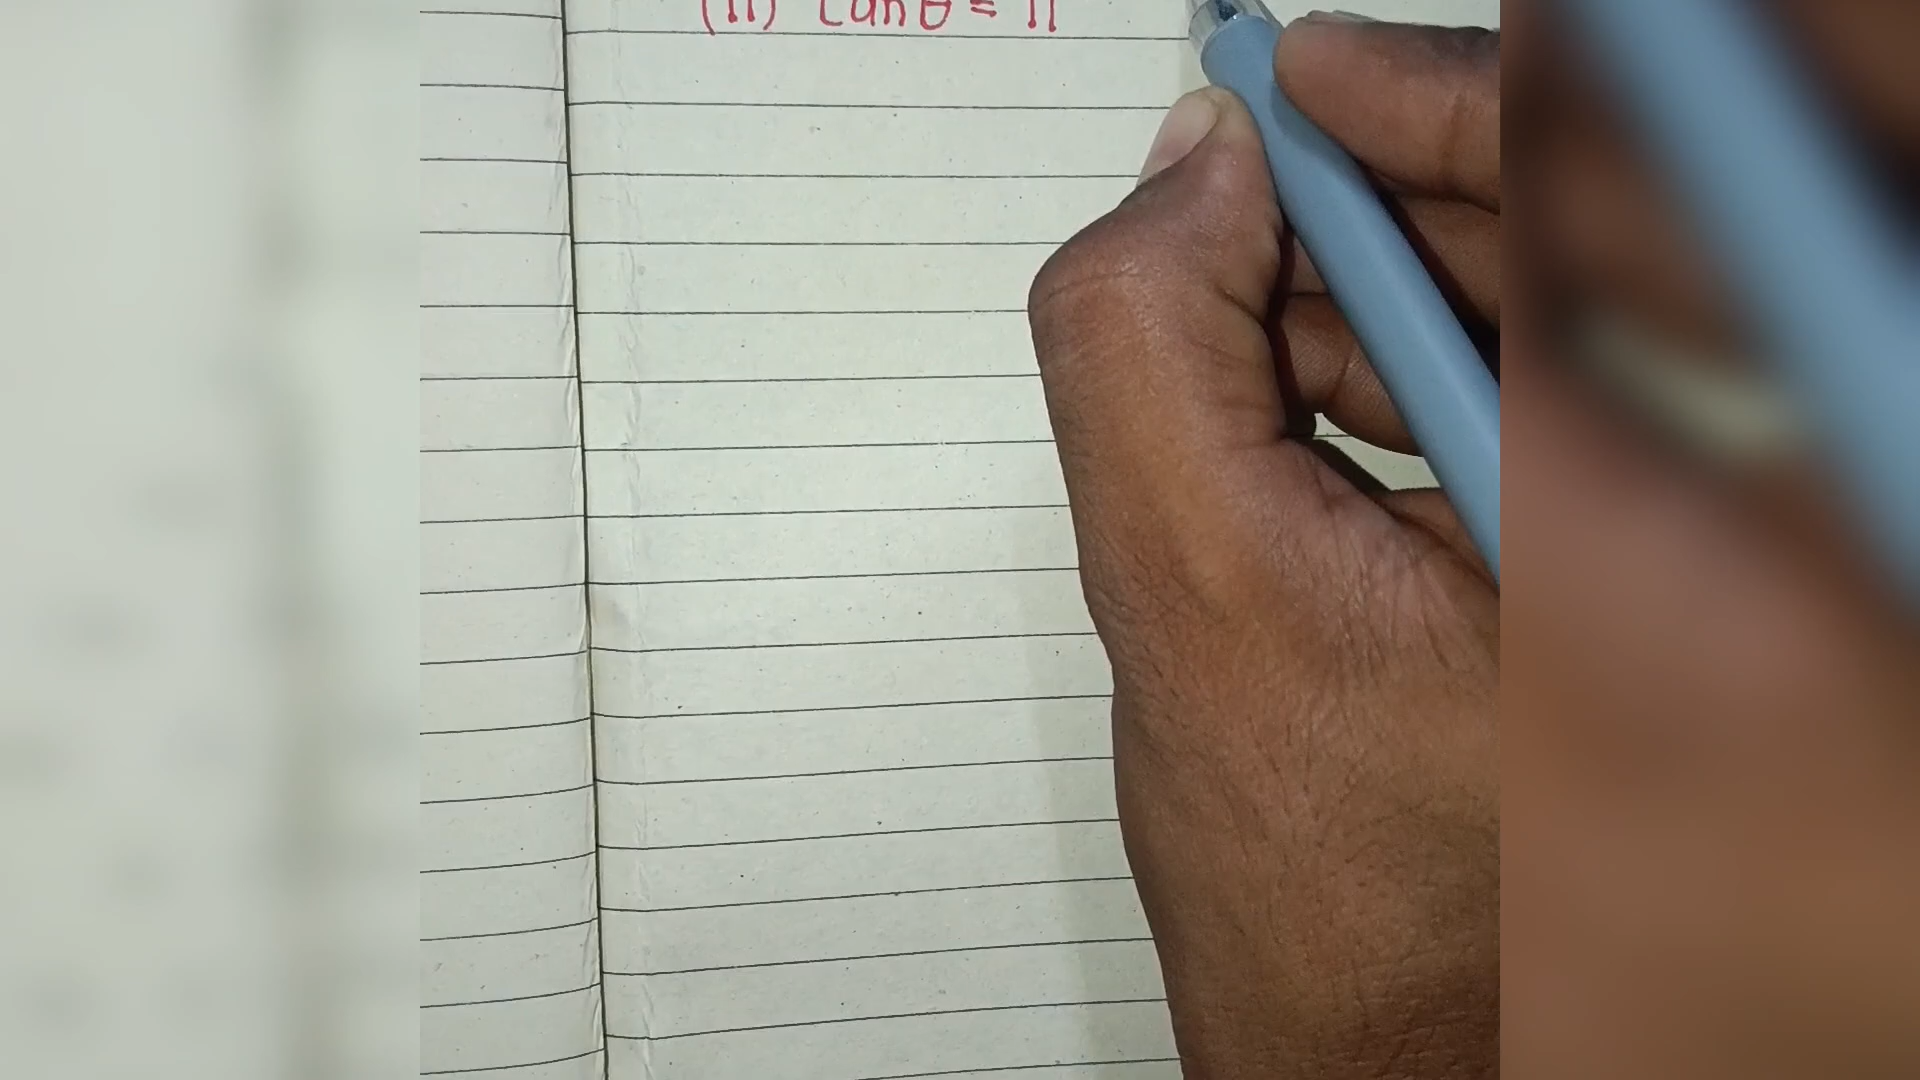 (ii) tanθ = 11